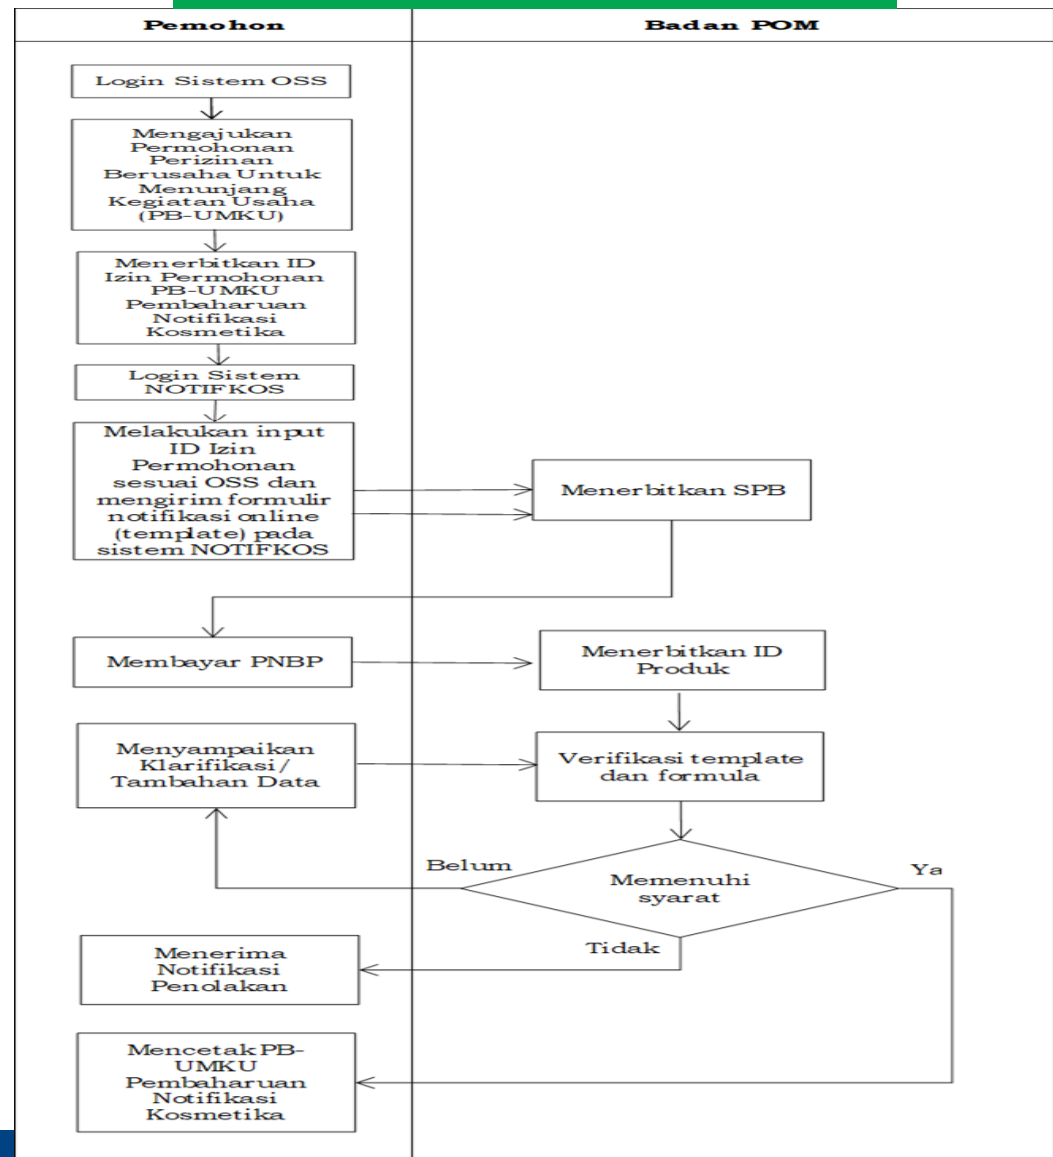 Pemohon
Badan POM
Login Sistem OSS
Mengajukan
Permohonan
Perizinan
Berusaha Untuk
Menunjang
Kegiatan Usaha
(PB-UMKU)
Menerbitkan ID
Izin Permohonan
PB-UMKU
Pembaharuan
Notifikasi
Kosmetika
Login Sistem
NOTIFKOS
Melakukan input
ID Izin
Permohonan
sesuai OSS dan
mengirim formulir
notifikasi online
(template) pada
sistem NOTIFKOS
Menerbitkan SPB
Membayar PNBP
Menerbitkan ID
Produk
Menyampaikan
Klarifikasi/
Tambahan Data
Verifikasi template
dan formula
Belum
Memenuhi
syarat
Ya
Tidak
Menerima
Notifikasi
Penolakan
Mencetak PB-
UMKU
Pembaharuan
Notifikasi
Kosmetika